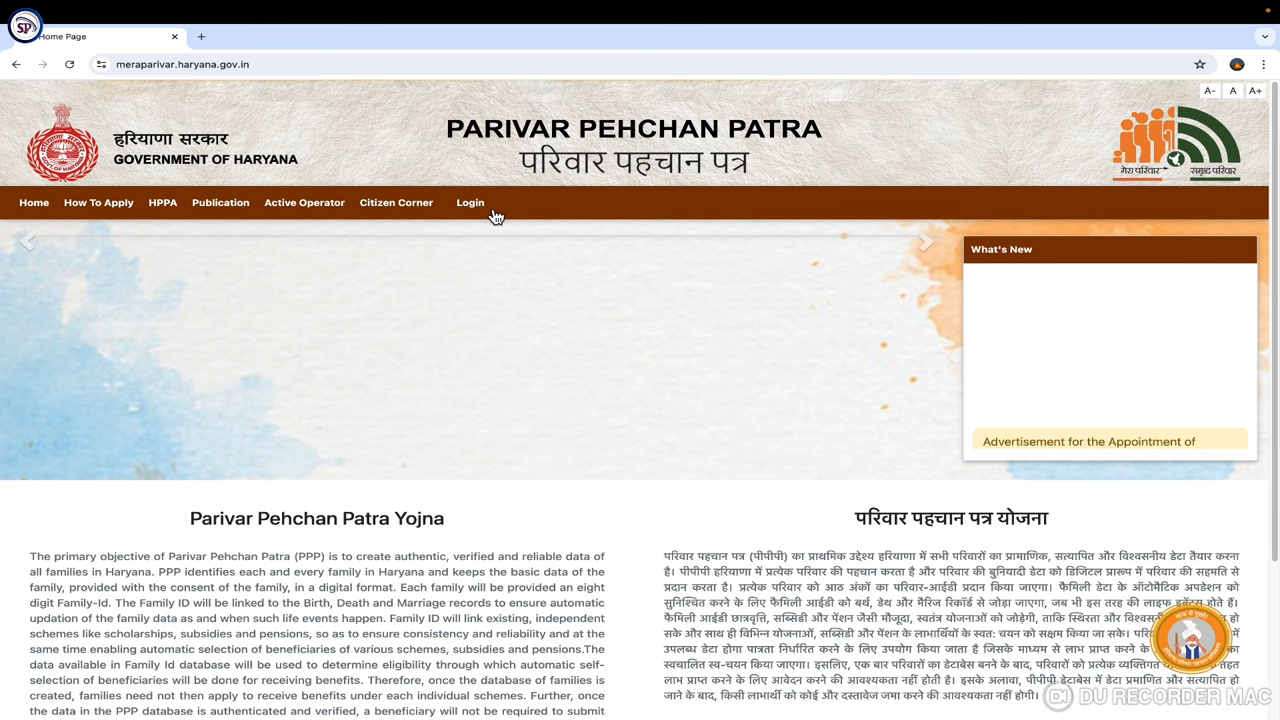 SP
Home Page
meraparivar.haryana.gov.in
A- A A+
हरियाणा सरकार
GOVERNMENT OF HARYANA
PARIVAR PEHCHAN PATRA
परिवार पहचान पत्र
मेरा परिवार समृद्ध परिवार
Home How To Apply HPPA Publication Active Operator Citizen Corner Login
What's New
Advertisement for the Appointment of
Parivar Pehchan Patra Yojna
The primary objective of Parivar Pehchan Patra (PPP) is to create authentic, verified and reliable data of
all families in Haryana. PPP identifies each and every family in Haryana and keeps the basic data of the
family, provided with the consent of the family, in a digital format. Each family will be provided an eight
digit Family-Id. The Family ID will be linked to the Birth, Death and Marriage records to ensure automatic
updation of the family data as and when such life events happen. Family ID will link existing, independent
schemes like scholarships, subsidies and pensions, so as to ensure consistency and reliability and at the
same time enabling automatic selection of beneficiaries of various schemes, subsidies and pensions.The
data available in Family Id database will be used to determine eligibility through which automatic self-
selection of beneficiaries will be done for receiving benefits. Therefore, once the database of families is
created, families need not then apply to receive benefits under each individual schemes. Further, once
the data in the PPP database is authenticated and verified, a beneficiary will not be required to submit
परिवार पहचान पत्र योजना
परिवार पहचान पत्र (पीपीपी) का प्राथमिक उद्देश्य हरियाणा में सभी परिवारों का प्रामाणिक, सत्यापित और विश्वसनीय डेटा तैयार करना
है। पीपीपी हरियाणा में प्रत्येक परिवार की पहचान करता है और परिवार की बुनियादी डेटा को डिजिटल प्रारूप में परिवार की सहमति से
प्रदान करता है। प्रत्येक परिवार को आठ अंकों का परिवार-आईडी प्रदान किया जाएगा। फैमिली डेटा के ऑटोमैटिक अपडेशन को
सुनिश्चित करने के लिए फैमिली आईडी को बर्थ, डेथ और मैरिज रिकॉर्ड से जोड़ा जाएगा, जब भी इस तरह की लाइफ इवेंट्स होते हैं।
फैमिली आईडी छात्रवृत्ति, सब्सिडी और पेंशन जैसी मौजूदा, स्वतंत्र योजनाओं को जोड़ेगी, ताकि स्थिरता और
सके और साथ ही विभिन्न योजनाओं, सब्सिडी और पेंशन के लाभार्थियों के स्वत: चयन को सक्षम किया जा सके। में
उपलब्ध डेटा होगा पात्रता निर्धारित करने के लिए उपयोग किया जाता है जिसके माध्यम से लाभ प्राप्त करने के
स्वचालित स्व-चयन किया जाएगा। इसलिए, एक बार परिवारों का डेटाबेस बनने के बाद, परिवारों को प्रत्येक व्यक्तिगत तहत
लाभ प्राप्त करने के लिए आवेदन करने की आवश्यकता नहीं होती है। इसके अलावा, पीपीपी डेटाबेस में डेटा प्रमाणित और सत्यापित हो
जाने के बाद, किसी लाभार्थी को कोई और दस्तावेज जमा करने की आवश्यकता नहीं होगी।
DU RECORDER MAC